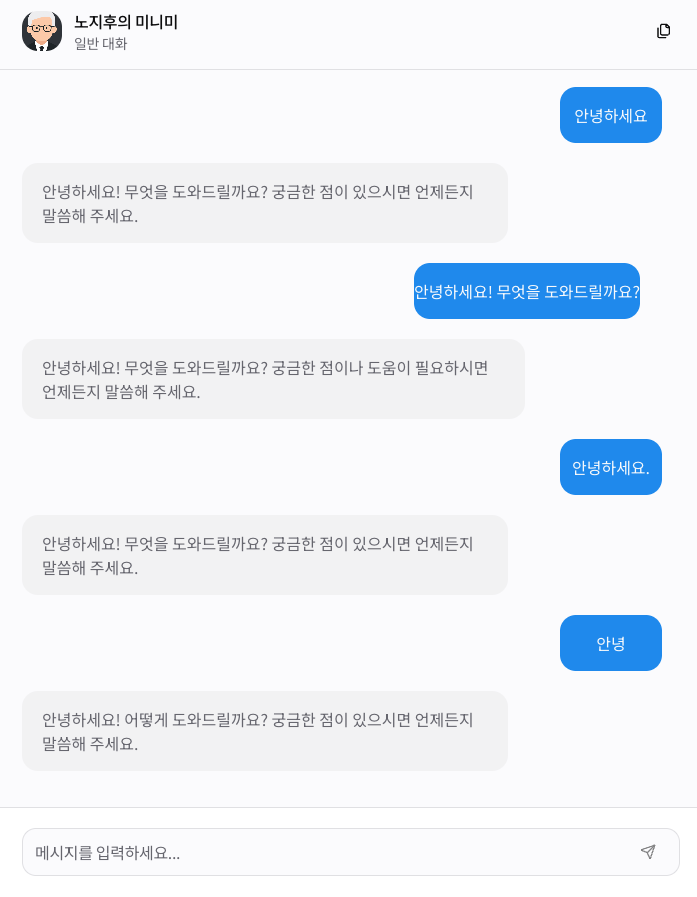 노지후의 미니미
일반 대화
안녕하세요
안녕하세요! 무엇을 도와드릴까요? 궁금한 점이 있으시면 언제든지
말씀해 주세요.
안녕하세요! 무엇을 도와드릴까요?
안녕하세요! 무엇을 도와드릴까요? 궁금한 점이나 도움이 필요하시면
언제든지 말씀해 주세요.
안녕하세요.
안녕하세요! 무엇을 도와드릴까요? 궁금한 점이 있으시면 언제든지
말씀해 주세요.
안녕
안녕하세요! 어떻게 도와드릴까요? 궁금한 점이 있으시면 언제든지
말씀해 주세요.
메시지를 입력하세요...